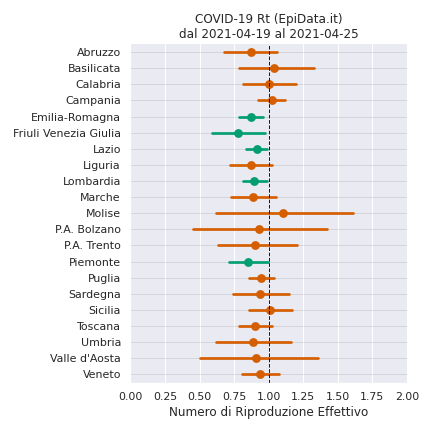 COVID-19 Rt (EpiData.it)
dal 2021-04-19 al 2021-04-25
Abruzzo
Basilicata
Calabria
Campania
Emilia-Romagna
Friuli Venezia Giulia
Lazio
Liguria
Lombardia
Marche
Molise
P.A. Bolzano
P.A. Trento
Piemonte
Puglia
Sardegna
Sicilia
Toscana
Umbria
Valle d'Aosta
Veneto
0.00 0.25 0.50 0.75 1.00 1.25 1.50 1.75 2.00
Numero di Riproduzione Effettivo